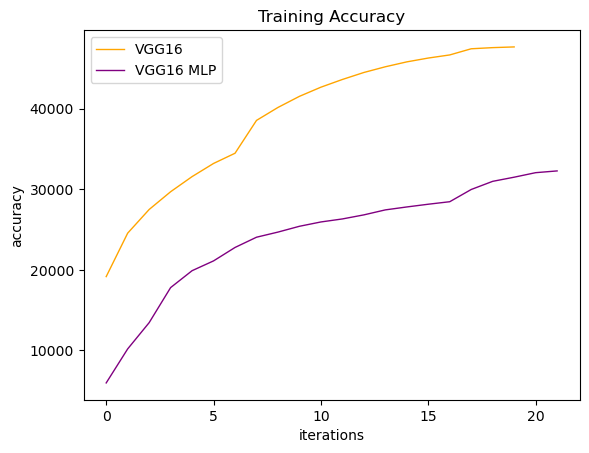 Training Accuracy
VGG16
VGG16 MLP
accuracy
40000
30000
20000
10000
0 5 10 15 20
iterations